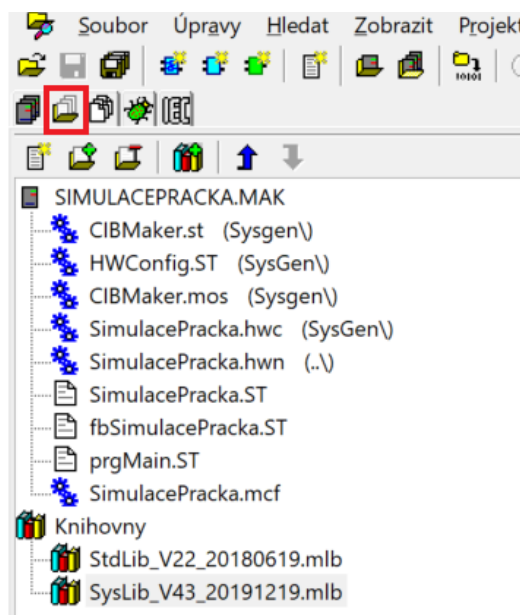 Soubor Úpravy Hledat Zobrazit Projekt
IEC
SIMULACEPRACKA.MAK
CIBMaker.st (Sysgen\)
HWConfig.ST (SysGen\)
CIBMaker.mos (Sysgen\)
SimulacePracka.hwc (SysGen\)
SimulacePracka.hwn (..\)
SimulacePracka.ST
fbSimulacePracka.ST
prgMain.ST
SimulacePracka.mcf
Knihovny
StdLib_V22_20180619.mlb
SysLib_V43_20191219.mlb